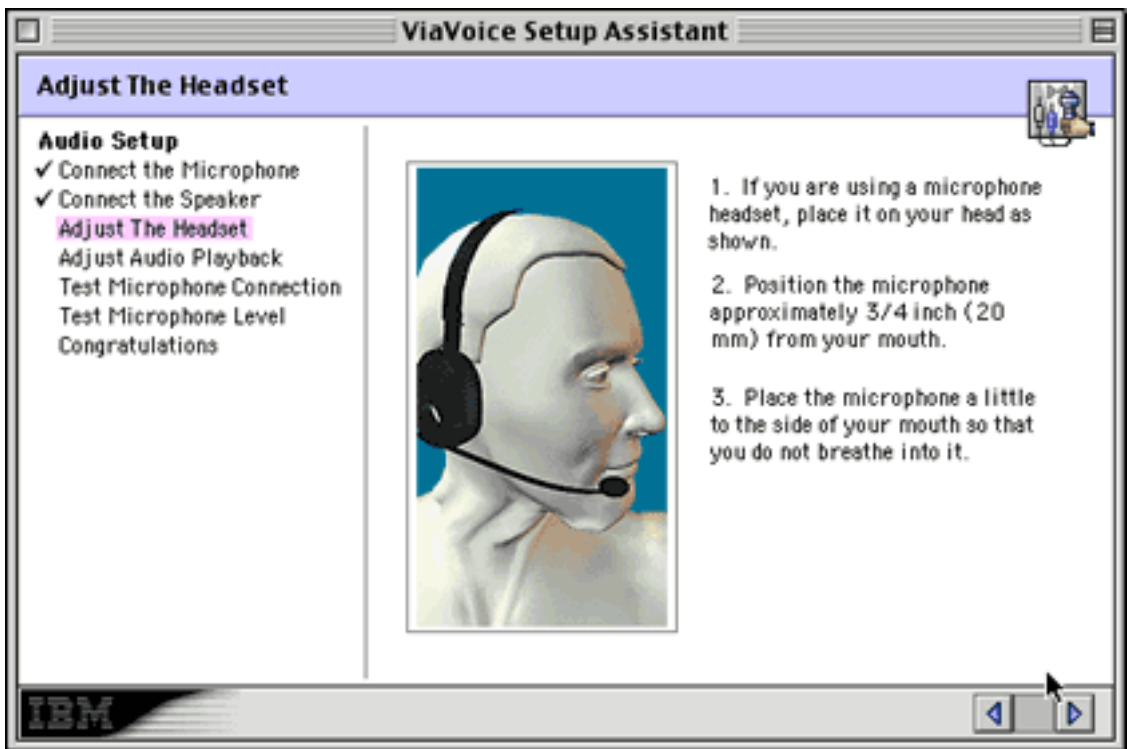 ViaVoice Setup Assistant
Adjust The Headset
Audio Setup
✓ Connect the Microphone
✓ Connect the Speaker
Adjust The Headset
Adjust Audio Playback
Test Microphone Connection
Test Microphone Level
Congratulations
1. If you are using a microphone
headset, place it on your head as
shown.
2. Position the microphone
approximately 3/4 inch (20
mm) from your mouth.
3. Place the microphone a little
to the side of your mouth so that
you do not breathe into it.
IBM